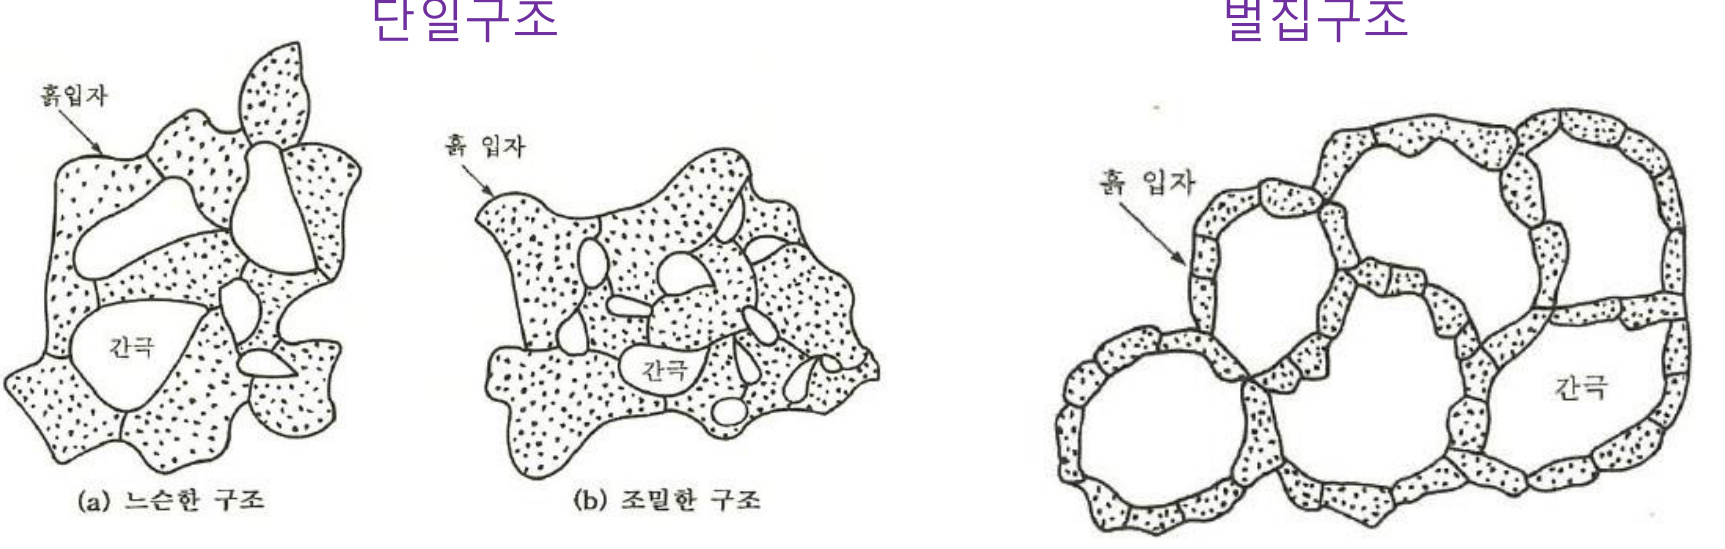 단일구조
벌집구조
흙입자
간극
(a) 느슨한 구조
흙 입자
간극
(b) 조밀한 구조
흙 입자
간극